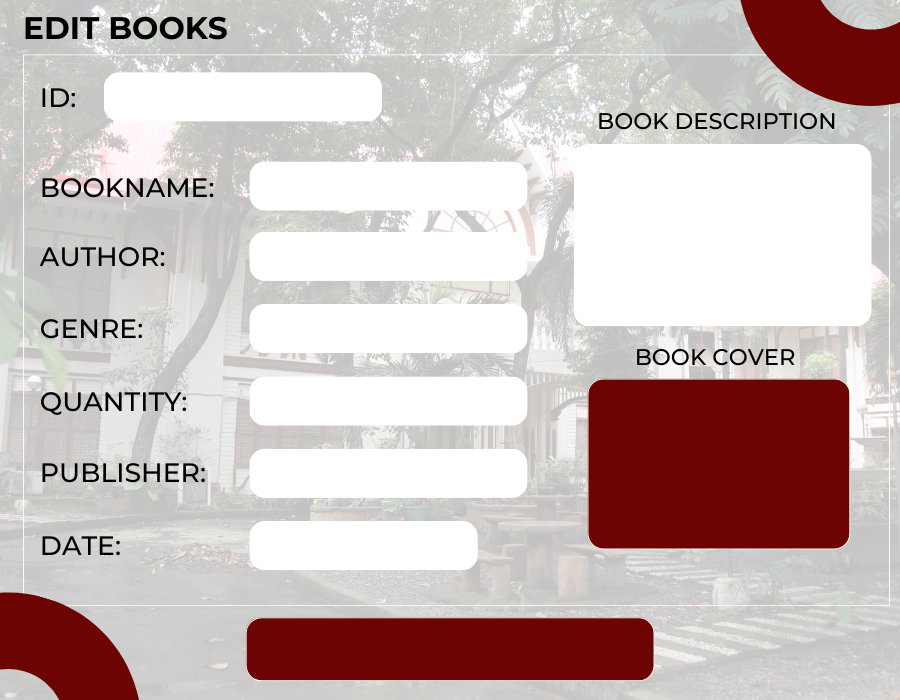 EDIT BOOKS
ID:
BOOKNAME:
AUTHOR:
GENRE:
QUANTITY:
PUBLISHER:
DATE:
BOOK DESCRIPTION
BOOK COVER